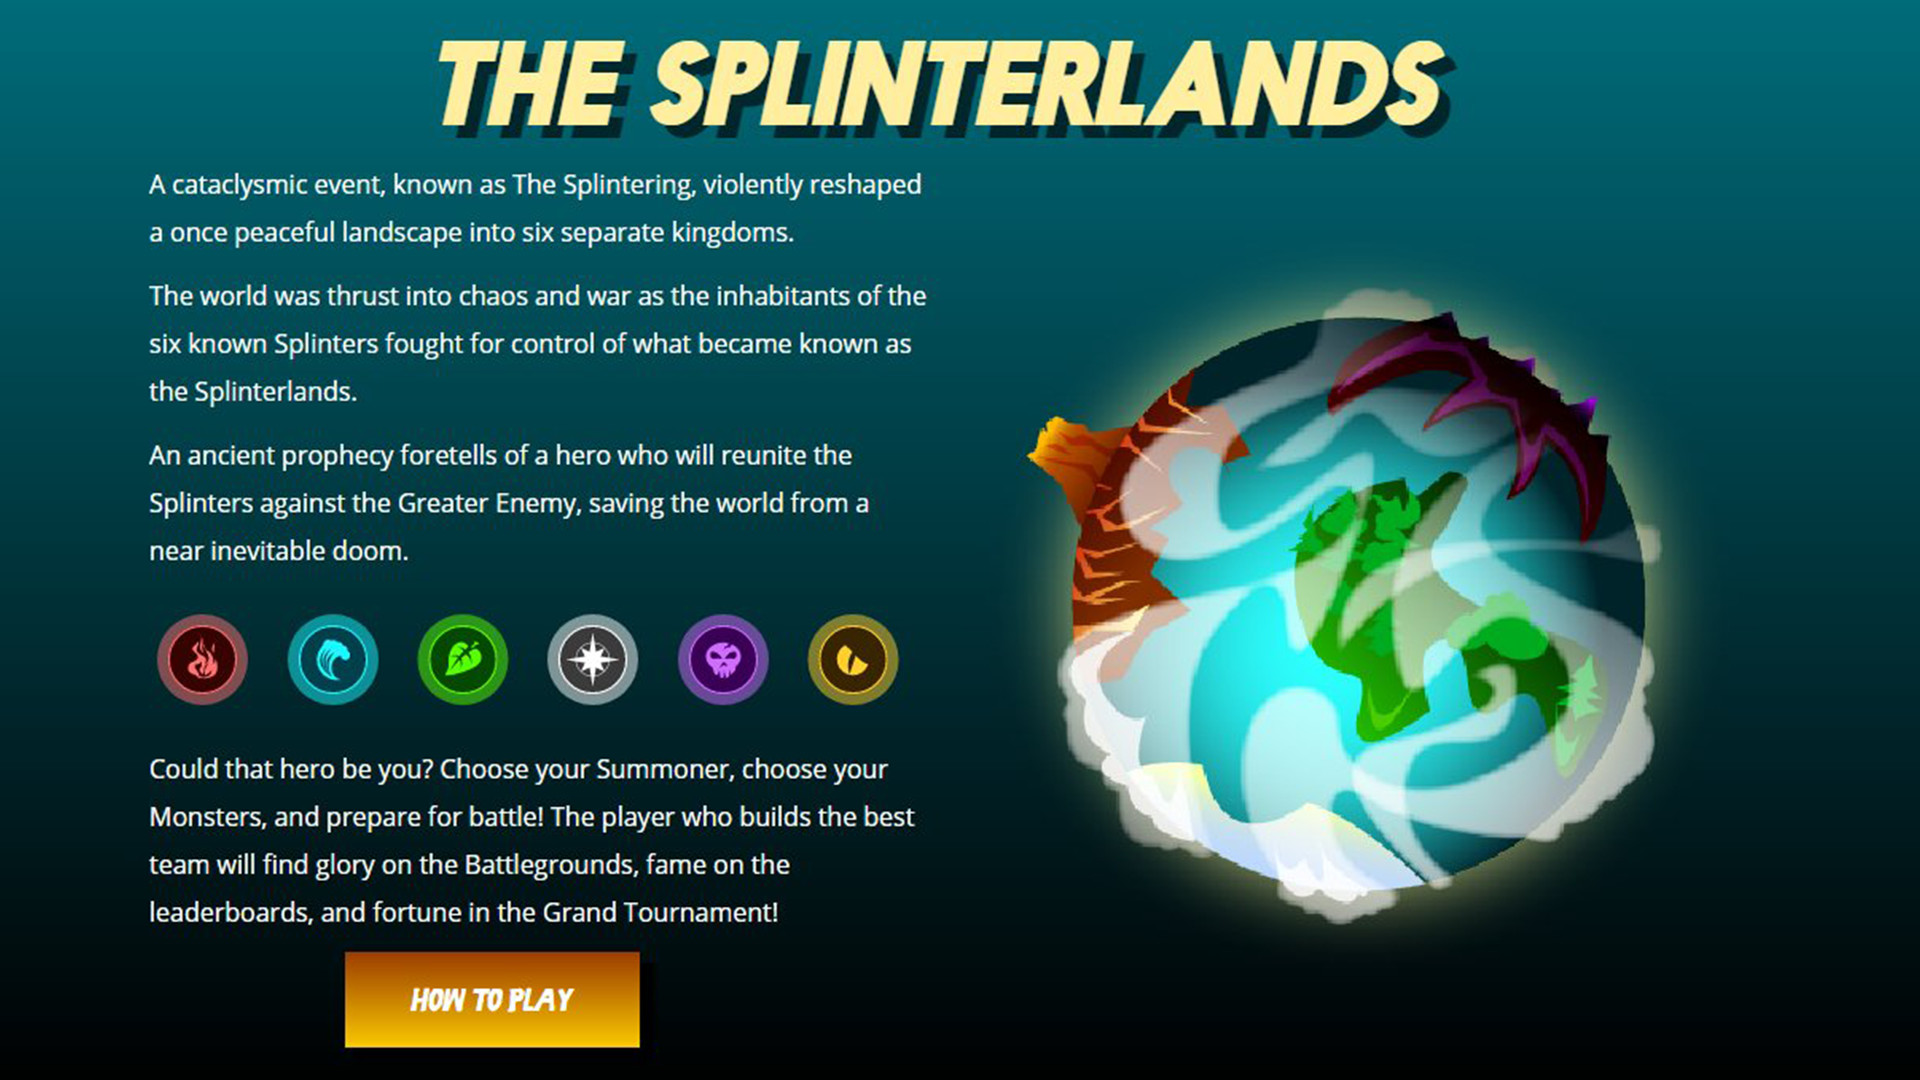 THE SPLINTERLANDS
A cataclysmic event, known as The Splintering, violently reshaped
a once peaceful landscape into six separate kingdoms.
The world was thrust into chaos and war as the inhabitants of the
six known Splinters fought for control of what became known as
the Splinterlands.
An ancient prophecy foretells of a hero who will reunite the
Splinters against the Greater Enemy, saving the world from a
near inevitable doom.
Could that hero be you? Choose your Summoner, choose your
Monsters, and prepare for battle! The player who builds the best
team will find glory on the Battlegrounds, fame on the
leaderboards, and fortune in the Grand Tournament!
HOW TO PLAY